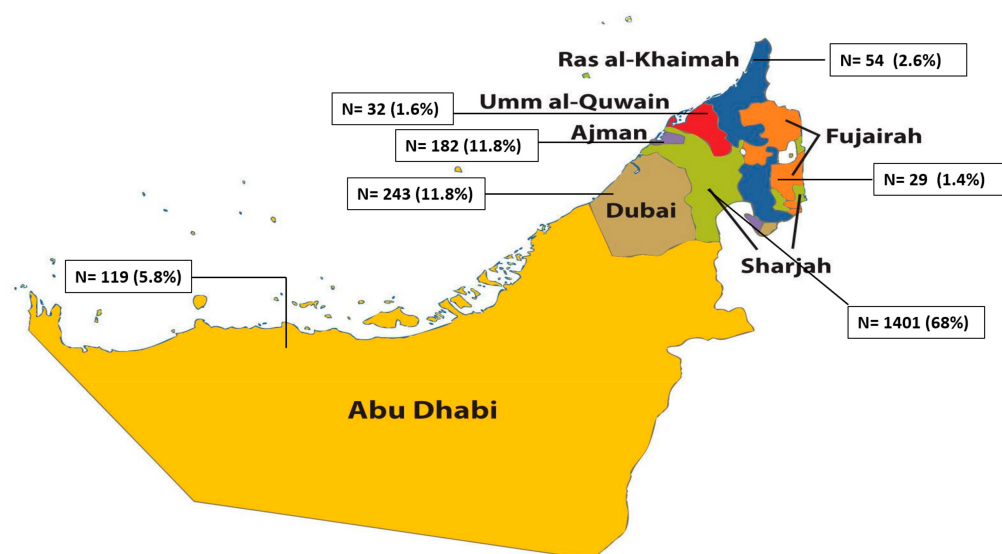 Ras al-Khaimah
N= 54 (2.6%)
N= 32 (1.6%)
Umm al-Quwain
N= 182 (11.8%)
Ajman
Fujairah
N= 243 (11.8%)
N= 29 (1.4%)
Dubai
N= 119 (5.8%)
Sharjah
N= 1401 (68%)
Abu Dhabi